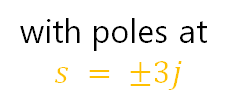 with poles at
s = ±3j